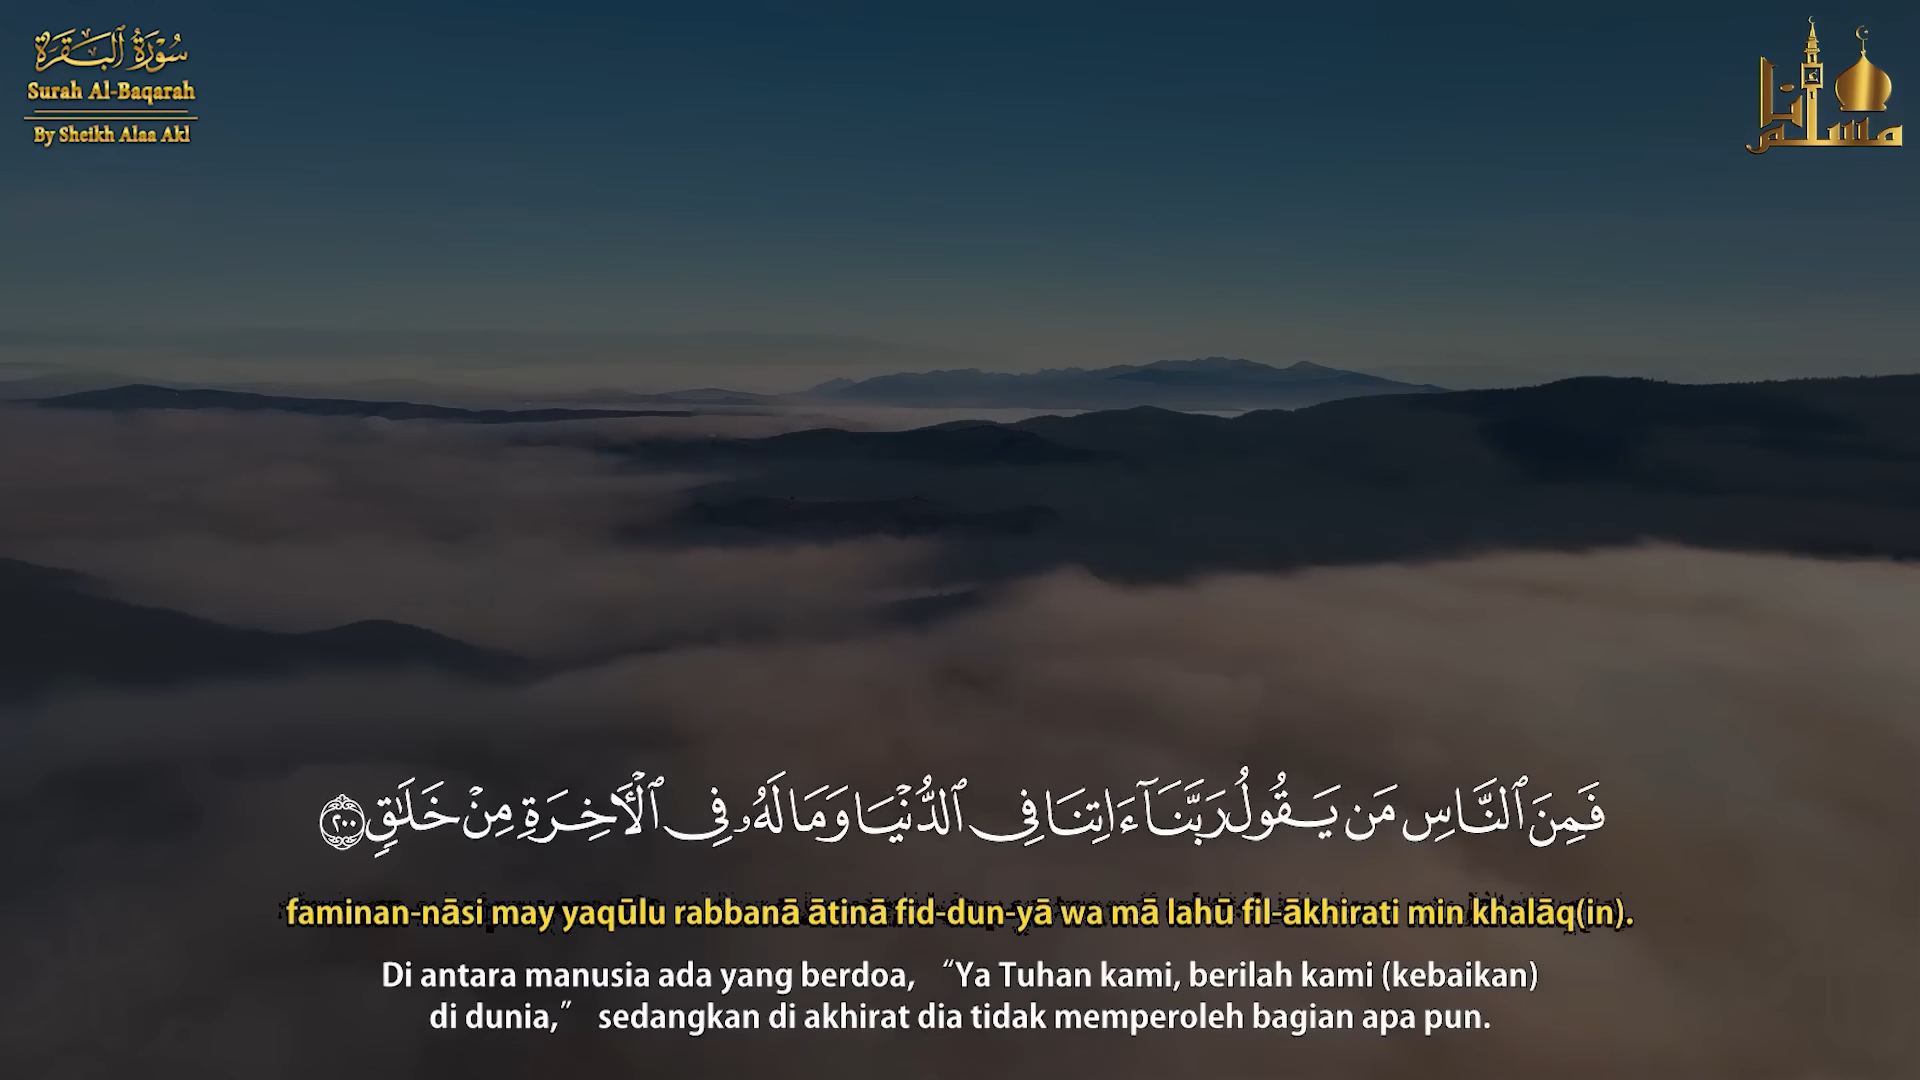 سُوْرَةُ ٱلْبَقَرَة
Surah Al-Baqarah
By Sheikh Alaa Akl
أنا
مسلم
فَمِنَ ٱلنَّاسِ مَن يَقُولُ رَبَّنَآ ءَاتِنَا فِى ٱلدُّنْيَا وَمَا لَهُۥ فِى ٱلْأَخِرَةِ مِنْ خَلَٰقٍ ٢٠٠
faminan-nāsi may yaqūlu rabbanā ātinā fid-dun-yā wa mā lahū fil-ākhirati min khalāq(in).
Di antara manusia ada yang berdoa, “Ya Tuhan kami, berilah kami (kebaikan)
di dunia,” sedangkan di akhirat dia tidak memperoleh bagian apa pun.